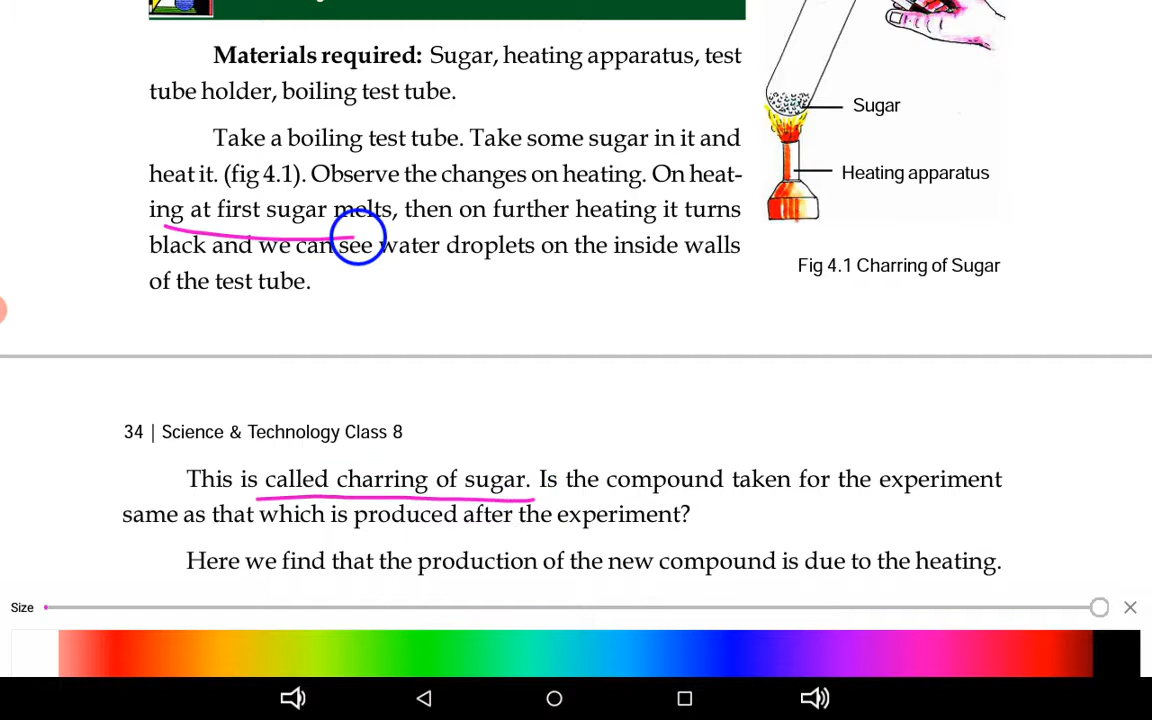 Materials required: Sugar, heating apparatus, test
tube holder, boiling test tube.
Take a boiling test tube. Take some sugar in it and
heat it. (fig 4.1). Observe the changes on heating. On heat-
ing at first sugar melts, then on further heating it turns
black and we can see water droplets on the inside walls
of the test tube.
Sugar
Heating apparatus
Fig 4.1 Charring of Sugar
34 | Science & Technology Class 8
This is called charring of sugar. Is the compound taken for the experiment
same as that which is produced after the experiment?
Here we find that the production of the new compound is due to the heating.
Size